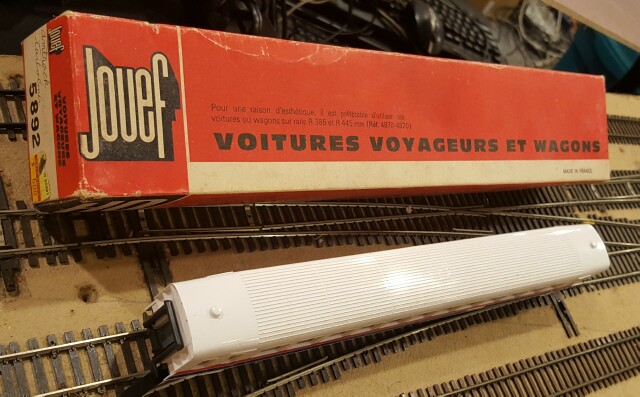 Jouef
5892
Jouef
Pour une raison d'esthétique, il est préférable d'utiliser ces
voitures ou wagons sur rails R 385 et R 445 mm
VOITURES VOYAGEURS ET WAGONS
MADE IN FRANCE